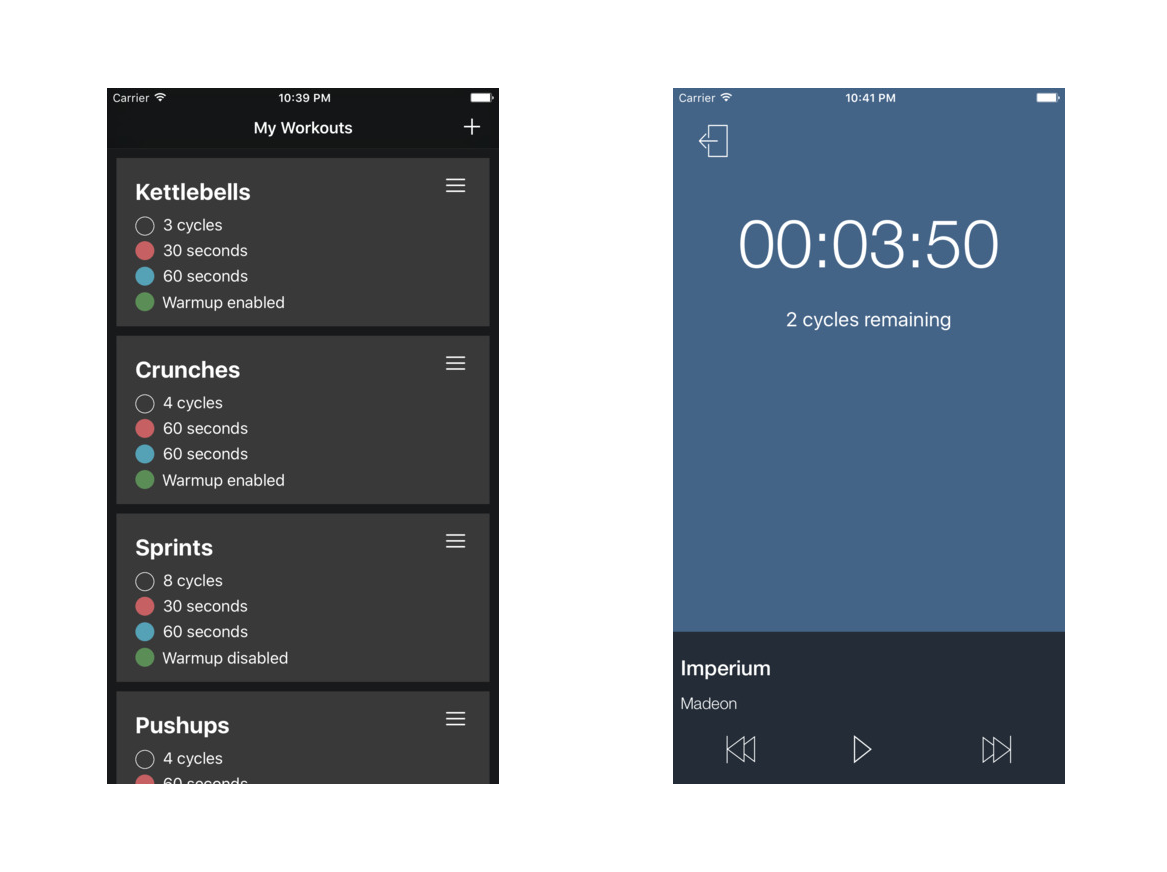 Carrier 10:39 PM
My Workouts
Kettlebells
3 cycles
30 seconds
60 seconds
Warmup enabled
Crunches
4 cycles
60 seconds
60 seconds
Warmup enabled
Sprints
8 cycles
30 seconds
60 seconds
Warmup disabled
Pushups
4 cycles
60 seconds
Carrier 10:41 PM
00:03:50
2 cycles remaining
Imperium
Madeon